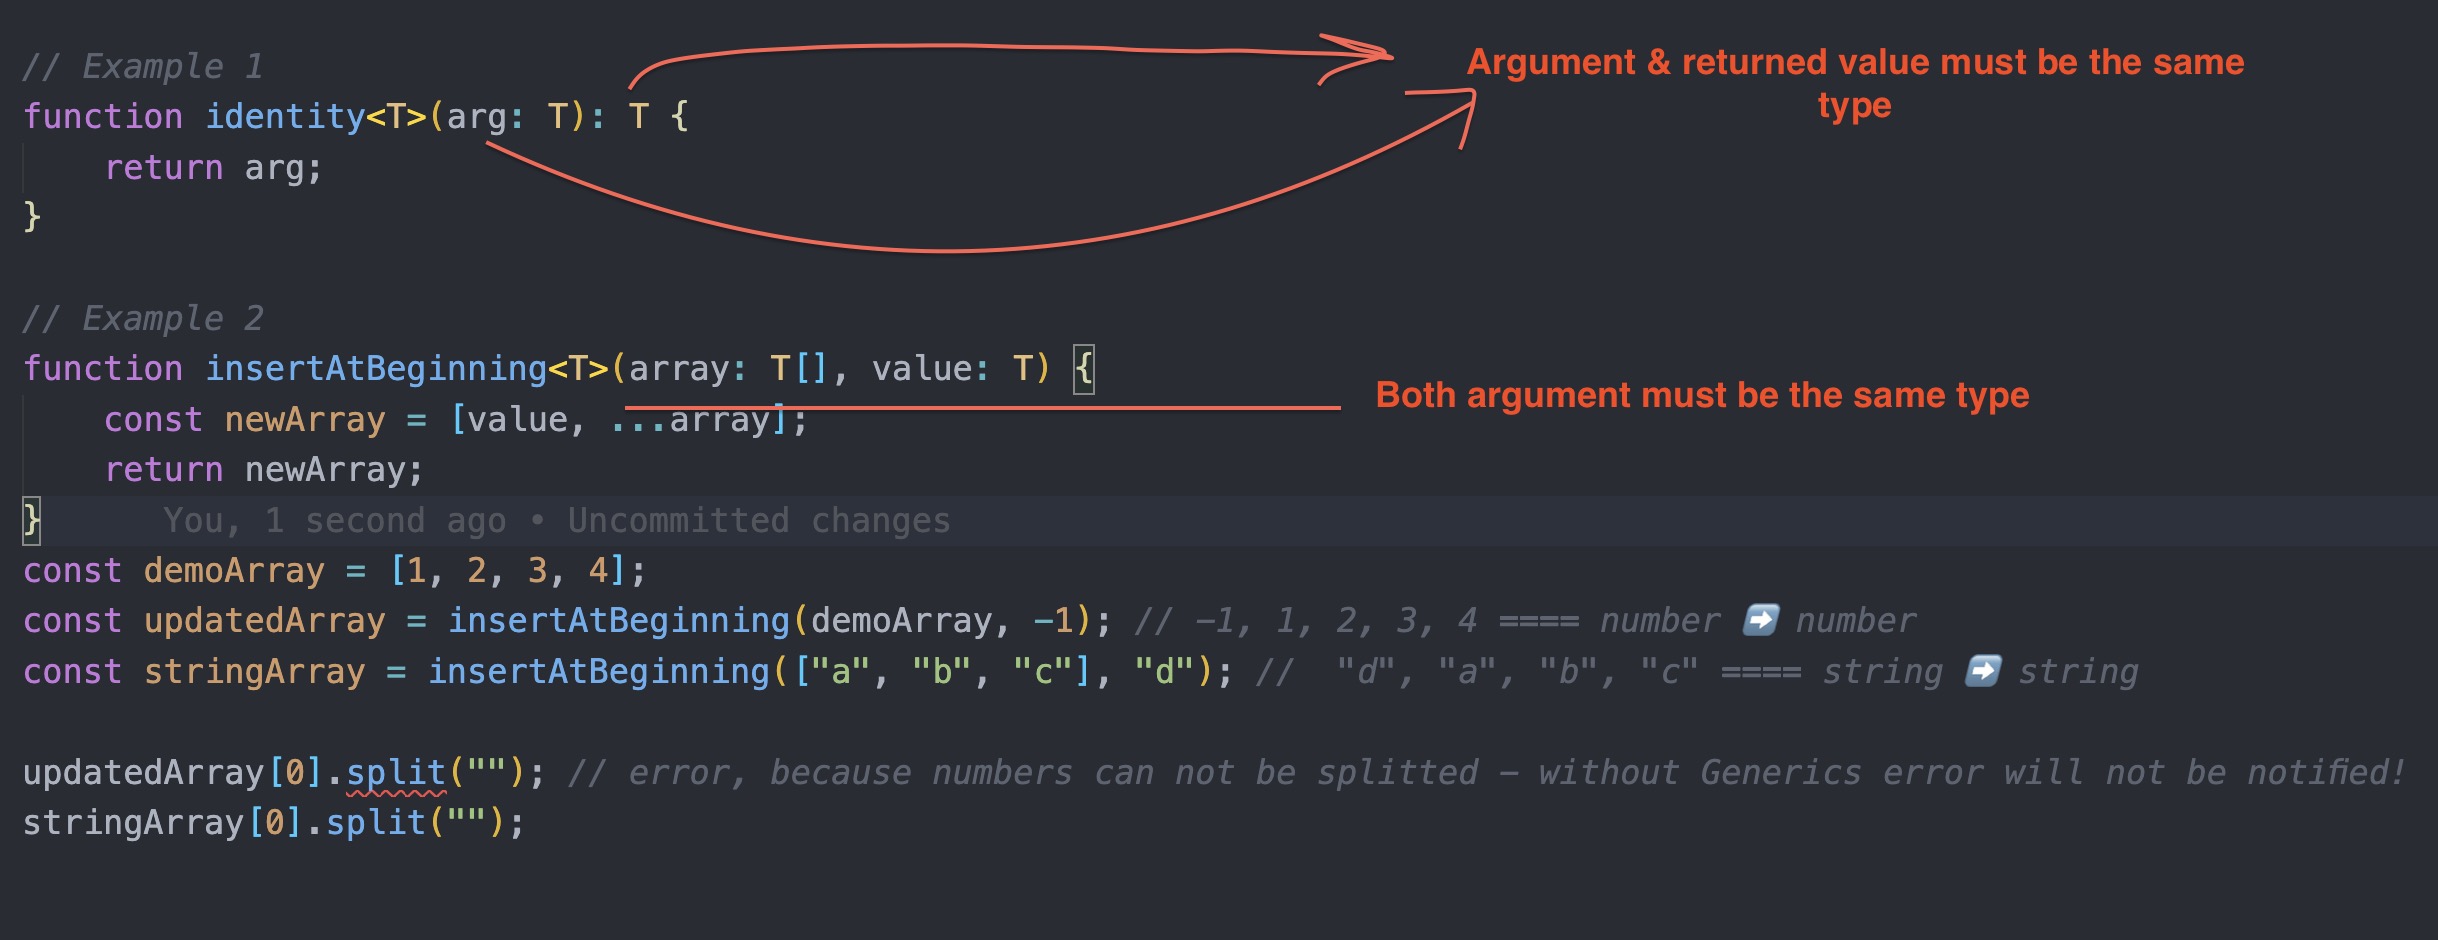 // Example 1
function identity<T>(arg: T): T {
    return arg;
}
Argument & returned value must be the same
type
// Example 2
function insertAtBeginning<T>(array: T[], value: T) {
    const newArray = [value, ...array];
    return newArray;
}      You, 1 second ago • Uncommitted changes
Both argument must be the same type
const demoArray = [1, 2, 3, 4];
const updatedArray = insertAtBeginning(demoArray, -1); // -1, 1, 2, 3, 4 ==== number ➡️ number
const stringArray = insertAtBeginning(["a", "b", "c"], "d"); //  "d", "a", "b", "c" ==== string ➡️ string
updatedArray[0].split(""); // error, because numbers can not be splitted - without Generics error will not be notified!
stringArray[0].split("");